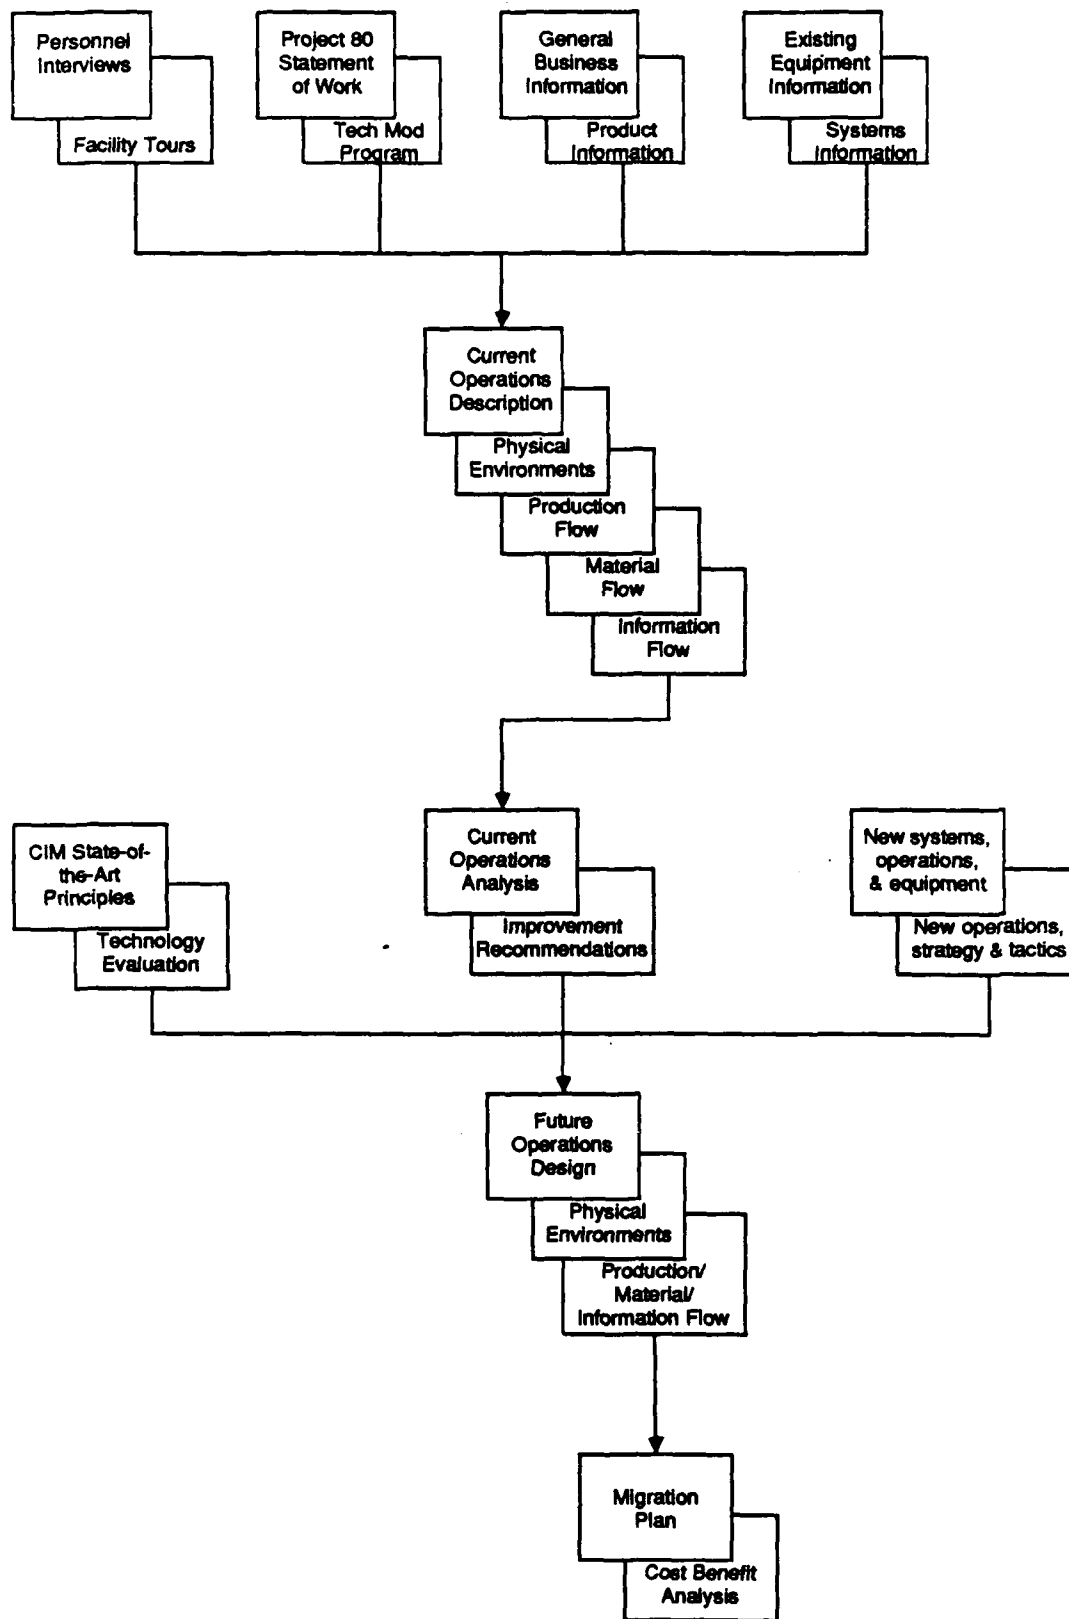 Personnel
Interviews
Facility Tours
Project 80
Statement
of Work
Tech Mod
Program
General
Business
Information
Product
Information
Existing
Equipment
Information
Systems
Information
Current
Operations
Description
Physical
Environments
Production
Flow
Material
Flow
Information
Flow
CIM State-of-
the-Art
Principles
Technology
Evaluation
Current
Operations
Analysis
Improvement
Recommendations
New systems,
operations,
& equipment
New operations,
strategy & tactics
Future
Operations
Design
Physical
Environments
Production/
Material/
Information Flow
Migration
Plan
Cost Benefit
Analysis